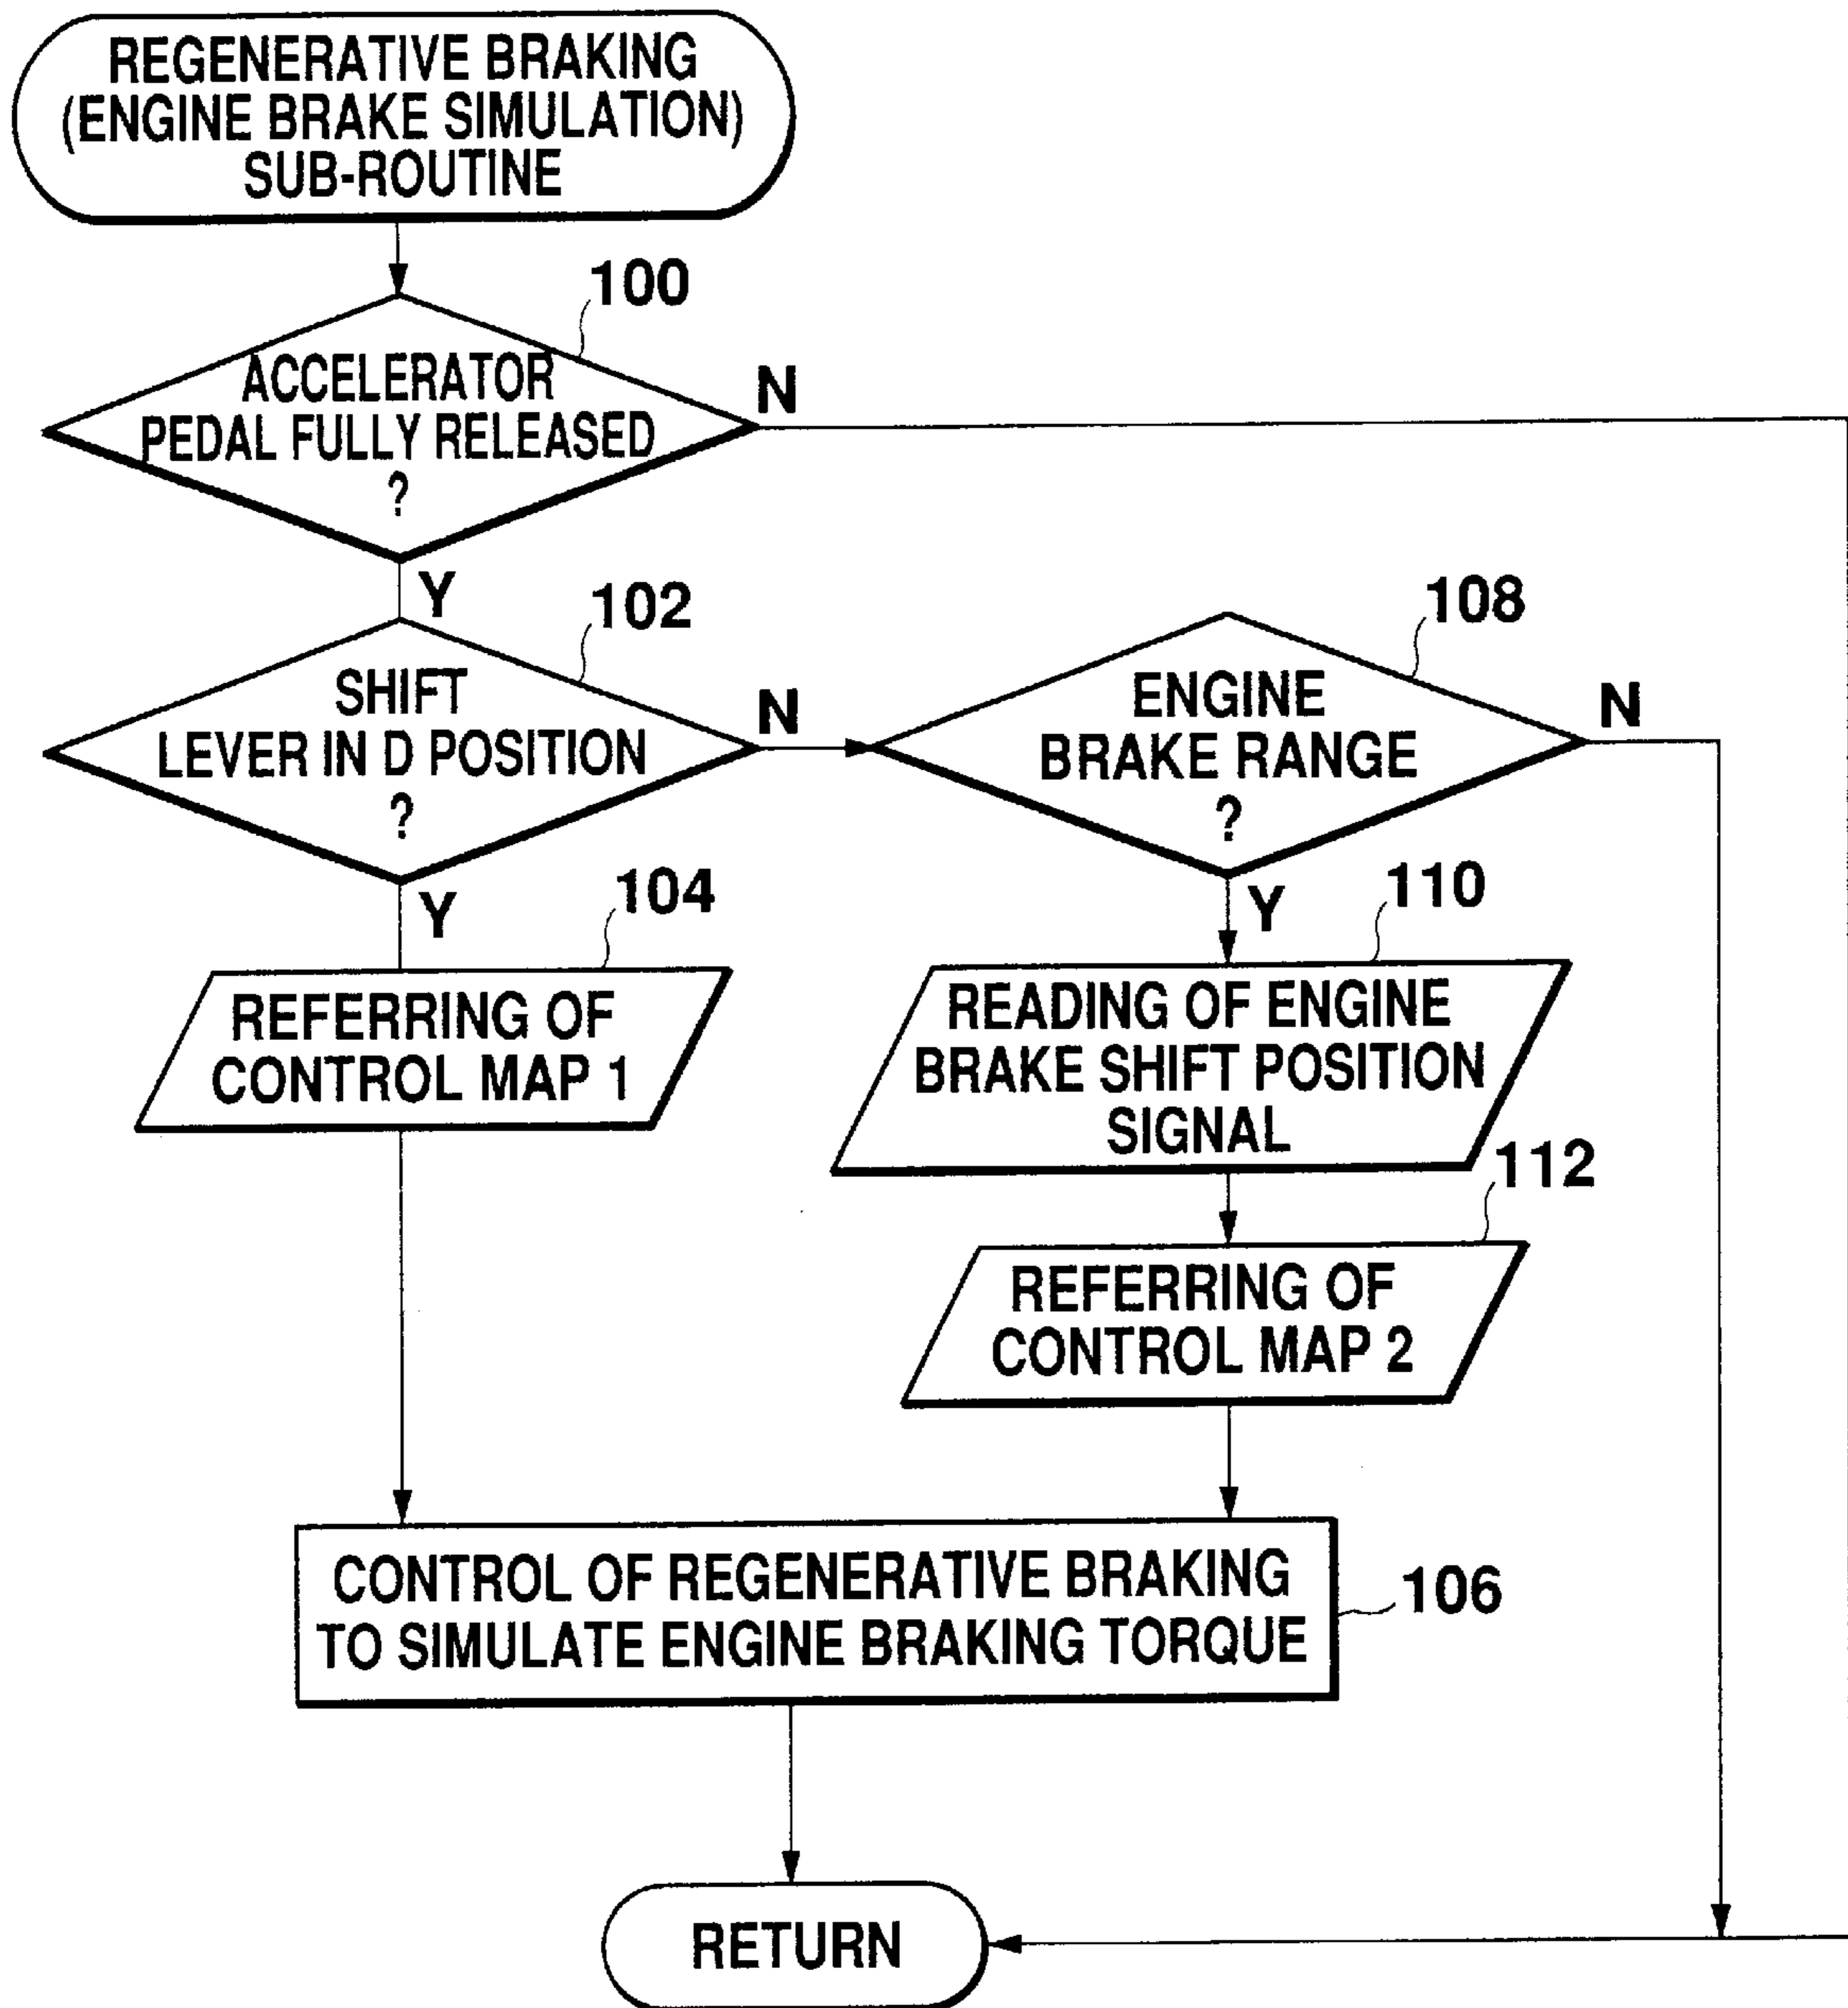 REGENERATIVE BRAKING
(ENGINE BRAKE SIMULATION)
SUB-ROUTINE
100
ACCELERATOR
PEDAL FULLY RELEASED
?
N
Y
102
SHIFT
LEVER IN D POSITION
?
N
Y
108
ENGINE
BRAKE RANGE
?
N
Y
104
REFERRING OF
CONTROL MAP 1
110
READING OF ENGINE
BRAKE SHIFT POSITION
SIGNAL
112
REFERRING OF
CONTROL MAP 2
CONTROL OF REGENERATIVE BRAKING
TO SIMULATE ENGINE BRAKING TORQUE
106
RETURN